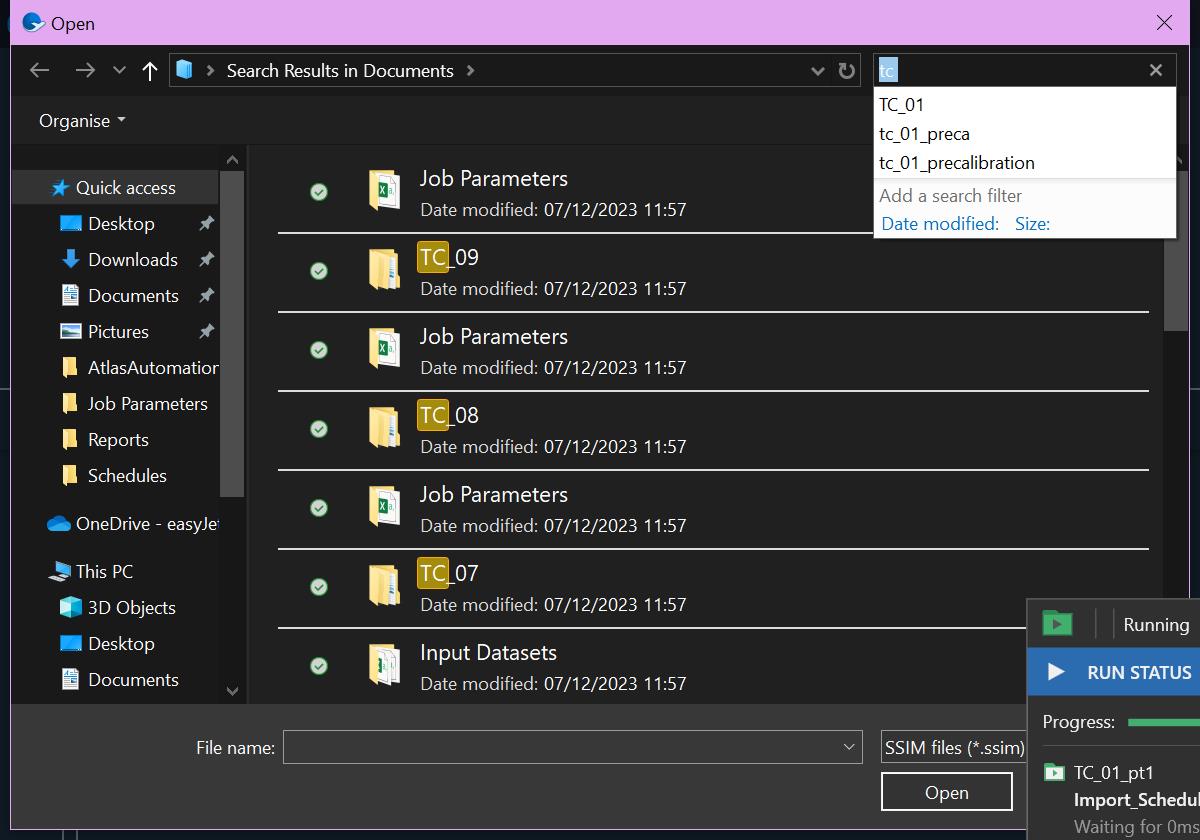 Open
Search Results in Documents
tc
TC_01
tc_01_preca
tc_01_precalibration
Add a search filter
Date modified: Size:
Organise
Quick access
Desktop
Downloads
Documents
Pictures
AtlasAutomation
Job Parameters
Reports
Schedules
OneDrive - easyJet
This PC
3D Objects
Desktop
Documents
Job Parameters
Date modified: 07/12/2023 11:57
TC_09
Date modified: 07/12/2023 11:57
Job Parameters
Date modified: 07/12/2023 11:57
TC_08
Date modified: 07/12/2023 11:57
Job Parameters
Date modified: 07/12/2023 11:57
TC_07
Date modified: 07/12/2023 11:57
Input Datasets
Date modified: 07/12/2023 11:57
File name:
SSIM files (*.ssim)
Open
Running
RUN STATUS
Progress:
TC_01_pt1
Import_Schedul
Waiting for 0ms